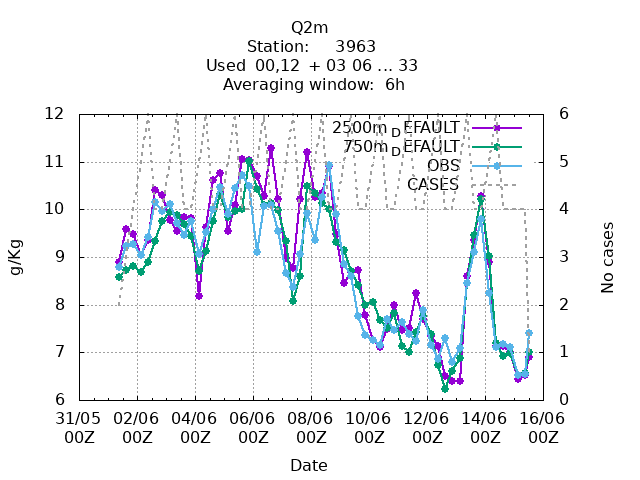 Q2m
Station: 3963
Used 00,12 + 03 06 ... 33
Averaging window: 6h
12 6
2500m DEFAULT
750m DEFAULT
11 5
OBS
CASES
10 4
9 3
8 2
7 1
6 0
g/Kg
No cases
31/05 02/06 04/06 06/06 08/06 10/06 12/06 14/06 16/06
00Z 00Z 00Z 00Z 00Z 00Z 00Z 00Z 00Z
Date